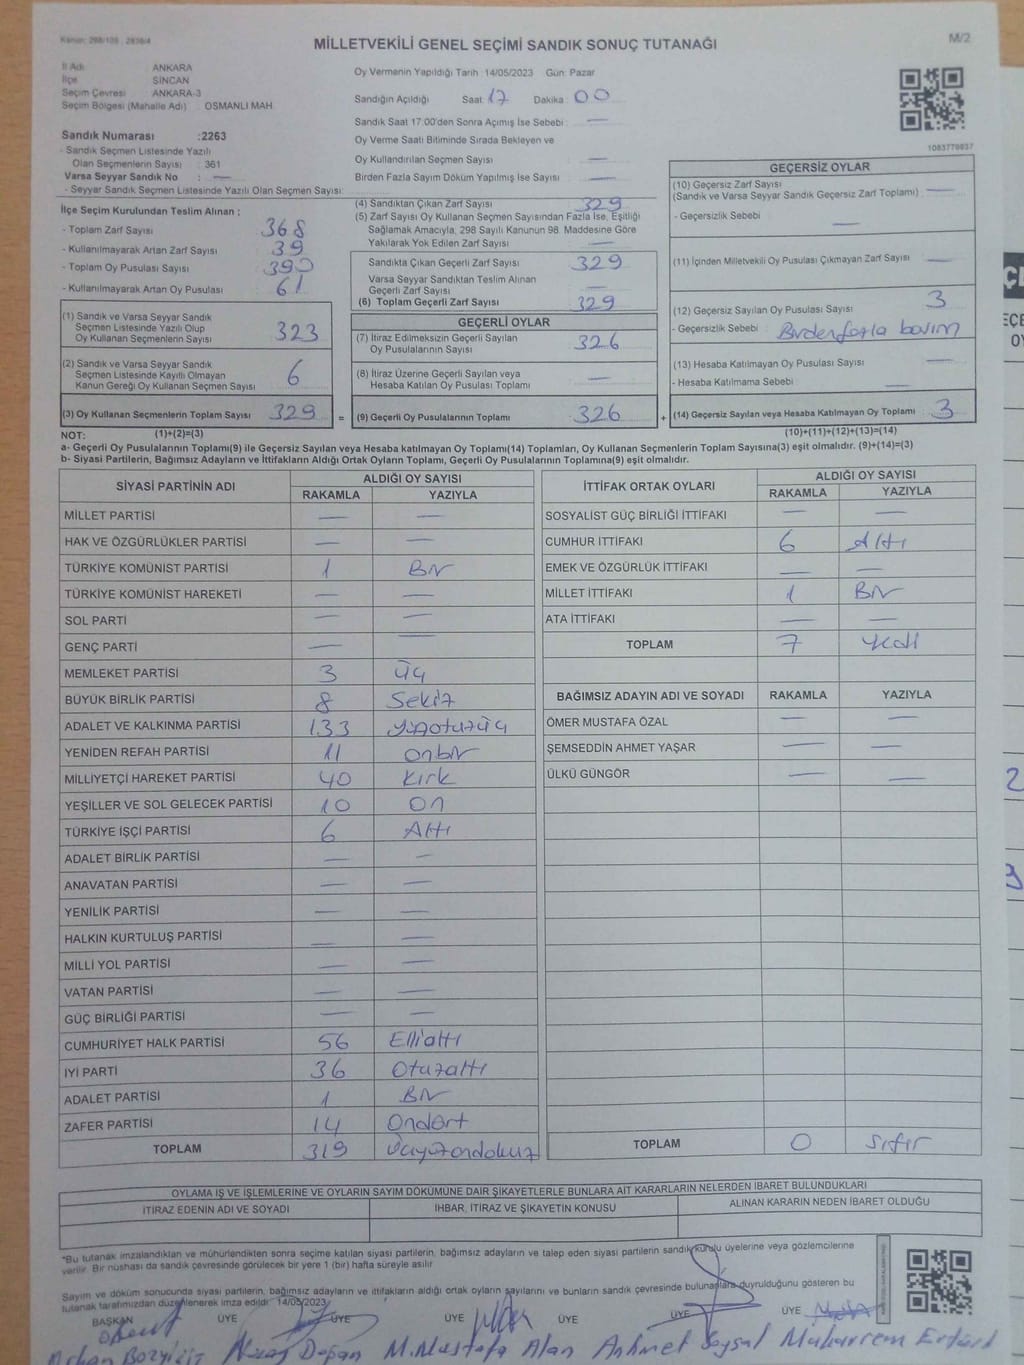 Kanun: 298/105 , 2839/4
MİLLETVEKİLİ GENEL SEÇİMİ SANDIK SONUÇ TUTANAĞI
M/2
İl Adı ANKARA
İlçe SİNCAN
Seçim Çevresi ANKARA-3
Seçim Bölgesi (Mahalle Adı) OSMANLI MAH.
Sandık Numarası :2263
- Sandık Seçmen Listesinde Yazılı
Olan Seçmenlerin Sayısı : 361
Varsa Seyyar Sandık No : —
- Seyyar Sandık Seçmen Listesinde Yazılı Olan Seçmen Sayısı:
Oy Vermenin Yapıldığı Tarih :14/05/2023 Gün: Pazar
Sandığın Açıldığı Saat: 17 Dakika: 00
Sandık Saat 17:00'den Sonra Açımış İse Sebebi : —
Oy Verme Saati Bitiminde Sırada Bekleyen ve
Oy Kullandırılan Seçmen Sayısı —
Birden Fazla Sayım Döküm Yapılmış İse Sayısı —
1083770937
İlçe Seçim Kurulundan Teslim Alınan ;
- Toplam Zarf Sayısı 368
- Kullanılmayarak Artan Zarf Sayısı 39
- Toplam Oy Pusulası Sayısı 390
- Kullanılmayarak Artan Oy Pusulası 61
(1) Sandık ve Varsa Seyyar Sandık
Seçmen Listesinde Yazılı Olup
Oy Kullanan Seçmenlerin Sayısı 323
(2) Sandık ve Varsa Seyyar Sandık
Seçmen Listesinde Kayıtlı Olmayan
Kanun Gereği Oy Kullanan Seçmen Sayısı 6
(3) Oy Kullanan Seçmenlerin Toplam Sayısı 329 =
(4) Sandıktan Çıkan Zarf Sayısı 329
(5) Zarf Sayısı Oy Kullanan Seçmen Sayısından Fazla İse, Eşitliği
Sağlamak Amacıyla, 298 Sayılı Kanunun 98. Maddesine Göre
Yakılarak Yok Edilen Zarf Sayısı —
Sandıkta Çıkan Geçerli Zarf Sayısı 329
Varsa Seyyar Sandıktan Teslim Alınan
Geçerli Zarf Sayısı —
(6) Toplam Geçerli Zarf Sayısı 329
GEÇERLİ OYLAR
(7) İtiraz Edilmeksizin Geçerli Sayılan
Oy Pusulalarının Sayısı 326
(8) İtiraz Üzerine Geçerli Sayılan veya
Hesaba Katılan Oy Pusulası Toplamı —
(9) Geçerli Oy Pusulalarının Toplamı 326 +
GEÇERSİZ OYLAR
(10) Geçersiz Zarf Sayısı
(Sandık ve Varsa Seyyar Sandık Geçersiz Zarf Toplamı) —
- Geçersizlik Sebebi —
(11) İçinden Milletvekili Oy Pusulası Çıkmayan Zarf Sayısı —
(12) Geçersiz Sayılan Oy Pusulası Sayısı 3
- Geçersizlik Sebebi : Birdenfazla basım
(13) Hesaba Katılmayan Oy Pusulası Sayısı —
- Hesaba Katılmama Sebebi —
(14) Geçersiz Sayılan veya Hesaba Katılmayan Oy Toplamı 3
NOT: (1)+(2)=(3) (10)+(11)+(12)+(13)=(14)
a- Geçerli Oy Pusulalarının Toplamı(9) ile Geçersiz Sayılan veya Hesaba katılmayan Oy Toplamı(14) Toplamları, Oy Kullanan Seçmenlerin Toplam Sayısına(3) eşit olmalıdır. (9)+(14)=(3)
b- Siyasi Partilerin, Bağımsız Adayların ve İttifakların Aldığı Ortak Oyların Toplamı, Geçerli Oy Pusulalarının Toplamına(9) eşit olmalıdır.
SİYASİ PARTİNİN ADI ALDIĞI OY SAYISI
RAKAMLA YAZIYLA
MİLLET PARTİSİ — —
HAK VE ÖZGÜRLÜKLER PARTİSİ — —
TÜRKİYE KOMÜNİST PARTİSİ 1 Bir
TÜRKİYE KOMÜNİST HAREKETİ — —
SOL PARTİ — —
GENÇ PARTİ — —
MEMLEKET PARTİSİ 3 Üç
BÜYÜK BİRLİK PARTİSİ 8 Sekiz
ADALET VE KALKINMA PARTİSİ 133 yüzotuzüç
YENİDEN REFAH PARTİSİ 11 onbir
MİLLİYETÇİ HAREKET PARTİSİ 40 Kırk
YEŞİLLER VE SOL GELECEK PARTİSİ 10 On
TÜRKİYE İŞÇİ PARTİSİ 6 Altı
ADALET BİRLİK PARTİSİ — —
ANAVATAN PARTİSİ — —
YENİLİK PARTİSİ — —
HALKIN KURTULUŞ PARTİSİ — —
MİLLİ YOL PARTİSİ — —
VATAN PARTİSİ — —
GÜÇ BİRLİĞİ PARTİSİ — —
CUMHURİYET HALK PARTİSİ 56 Elli altı
İYİ PARTİ 36 Otuzaltı
ADALET PARTİSİ 1 Bir
ZAFER PARTİSİ 14 Ondört
TOPLAM 319 Üçyüzondokuz
İTTİFAK ORTAK OYLARI ALDIĞI OY SAYISI
RAKAMLA YAZIYLA
SOSYALİST GÜÇ BİRLİĞİ İTTİFAKI — —
CUMHUR İTTİFAKI 6 Altı
EMEK VE ÖZGÜRLÜK İTTİFAKI — —
MİLLET İTTİFAKI 1 Bir
ATA İTTİFAKI — —
TOPLAM 7 Yedi
BAĞIMSIZ ADAYIN ADI VE SOYADI RAKAMLA YAZIYLA
ÖMER MUSTAFA ÖZAL — —
ŞEMSEDDİN AHMET YAŞAR — —
ÜLKÜ GÜNGÖR — —
TOPLAM 0 Sıfır
OYLAMA İŞ VE İŞLEMLERİNE VE OYLARIN SAYIM DÖKÜMÜNE DAİR ŞİKAYETLERLE BUNLARA AİT KARARLARIN NELERDEN İBARET BULUNDUKLARI
İTİRAZ EDENİN ADI VE SOYADI İHBAR, İTİRAZ VE ŞİKAYETİN KONUSU ALINAN KARARIN NEDEN İBARET OLDUĞU
*Bu tutanak imzalandıktan ve mühürlendikten sonra seçime katılan siyasi partilerin, bağımsız adayların ve talep eden siyasi partilerin sandık kurulu üyelerine veya gözlemcilerine
verilir. Bir nüshası da sandık çevresinde görülecek bir yere 1 (bir) hafta süreyle asılır
Sayım ve döküm sonucunda siyasi partilerin, bağımsız adayların ve ittifakların aldığı ortak oyların sayılarını ve bunların sandık çevresinde bulunanlara duyrulduğunu gösteren bu
tutanak tarafımızdan düzenlenerek imza edildi. 14/05/2023
BAŞKAN ÜYE ÜYE ÜYE ÜYE ÜYE ÜYE
Doğan M.Mustafa Alan Ahmet Soysal Muharrem